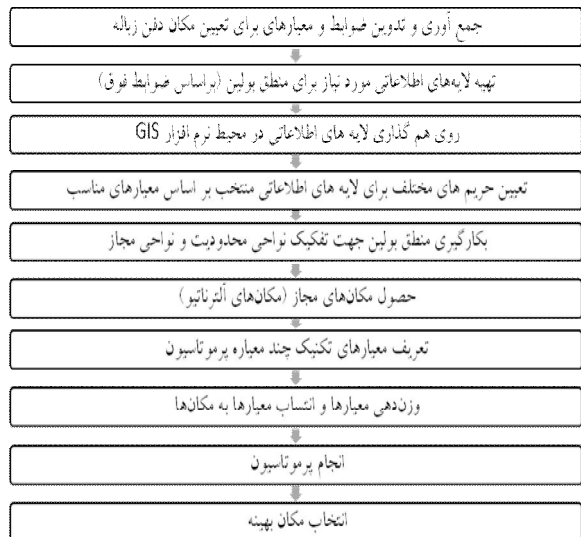 جمع آوری و تدوین ضوابط و معیارهای برای تعیین مکان دفن زباله
تهیه لایه‌های اطلاعاتی مورد نیاز برای منطق بولین (براساس ضوابط فوق)
روی هم گذاری لایه های اطلاعاتی در محیط نرم افزار GIS
تعیین حریم های مختلف برای لایه های اطلاعاتی منتخب بر اساس معیارهای مناسب
بکارگیری منطق بولین جهت تفکیک نواحی محدودیت و نواحی مجاز
حصول مکان‌های مجاز (مکان‌های آلترناتیو)
تعریف معیارهای تکنیک چند معیاره پرموتاسیون
وزن‌دهی معیارها و انتساب معیارها به مکان‌ها
انجام پرموتاسیون
انتخاب مکان بهینه